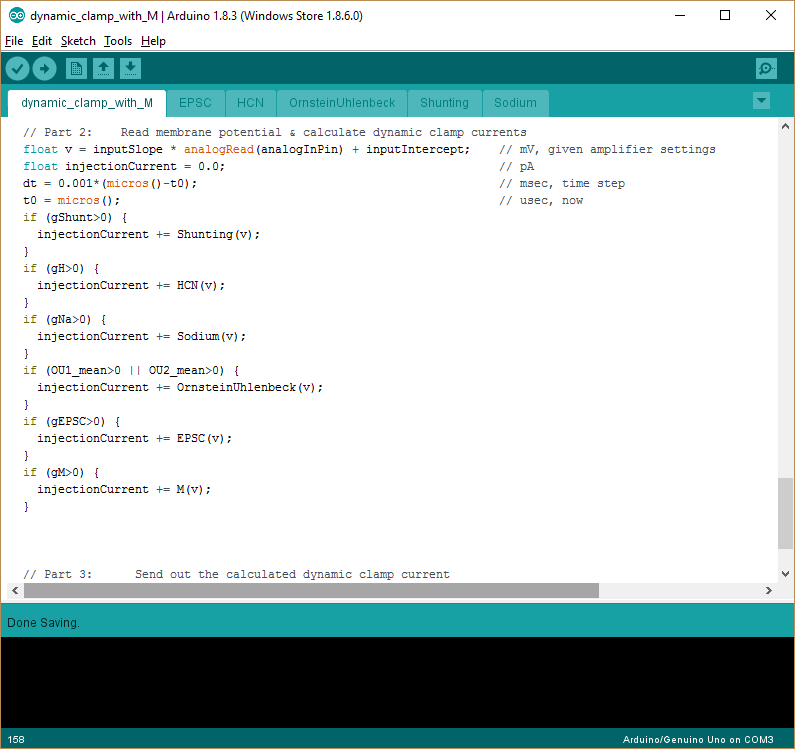 dynamic_clamp_with_M | Arduino 1.8.3 (Windows Store 1.8.6.0)
File Edit Sketch Tools Help
dynamic_clamp_with_M EPSC HCN OrnsteinUhlenbeck Shunting Sodium
// Part 2:    Read membrane potential & calculate dynamic clamp currents
float v = inputSlope * analogRead(analogInPin) + inputIntercept;    // mV, given amplifier settings
float injectionCurrent = 0.0;                                       // pA
dt = 0.001*(micros()-t0);                                           // msec, time step
t0 = micros();                                                      // usec, now
if (gShunt>0) {
  injectionCurrent += Shunting(v);
}
if (gH>0) {
  injectionCurrent += HCN(v);
}
if (gNa>0) {
  injectionCurrent += Sodium(v);
}
if (OU1_mean>0 || OU2_mean>0) {
  injectionCurrent += OrnsteinUhlenbeck(v);
}
if (gEPSC>0) {
  injectionCurrent += EPSC(v);
}
if (gM>0) {
  injectionCurrent += M(v);
}
// Part 3:      Send out the calculated dynamic clamp current
Done Saving.
158 Arduino/Genuino Uno on COM3